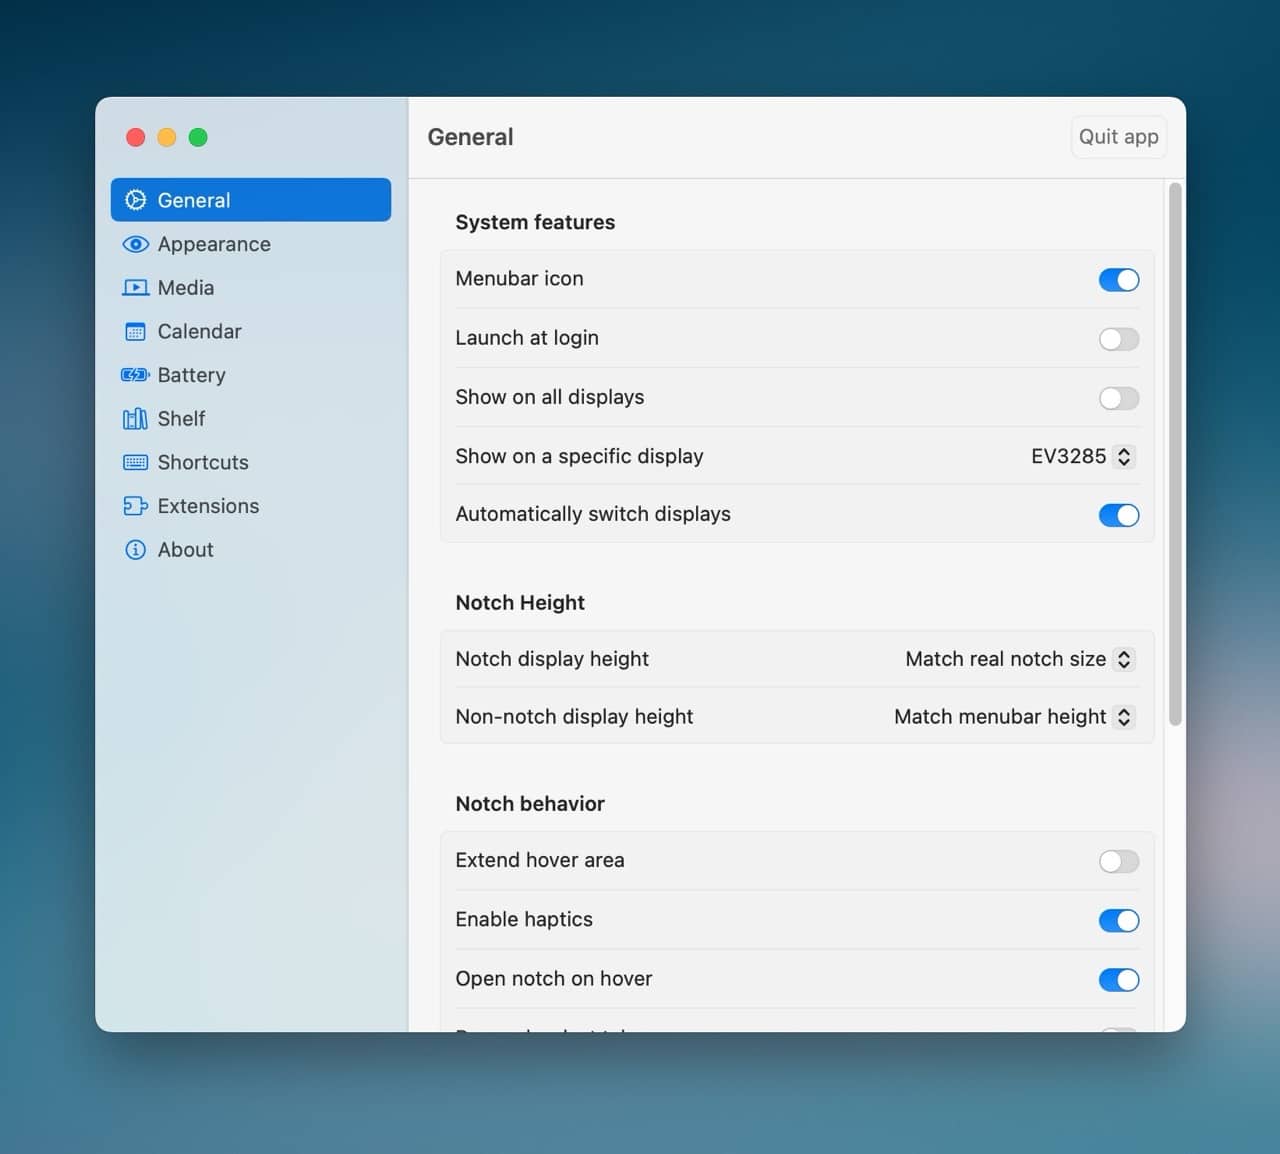 General
Appearance
Media
Calendar
Battery
Shelf
Shortcuts
Extensions
About
General
Quit app
System features
Menubar icon
Launch at login
Show on all displays
Show on a specific display EV3285
Automatically switch displays
Notch Height
Notch display height Match real notch size
Non-notch display height Match menubar height
Notch behavior
Extend hover area
Enable haptics
Open notch on hover